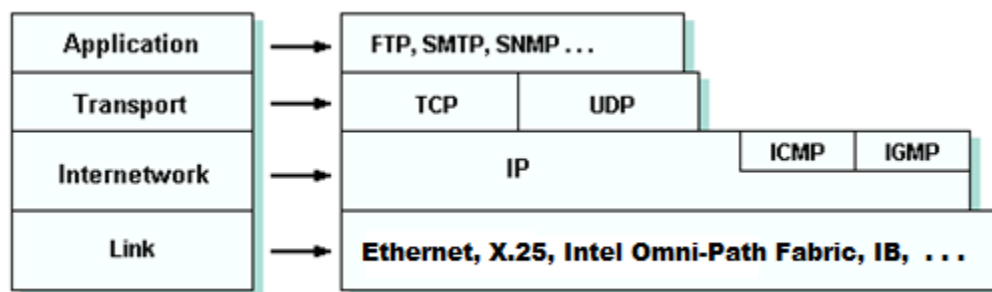 Application
FTP, SMTP, SNMP ...
Transport
TCP
UDP
Internetwork
IP
ICMP
IGMP
Link
Ethernet, X.25, Intel Omni-Path Fabric, IB, ...